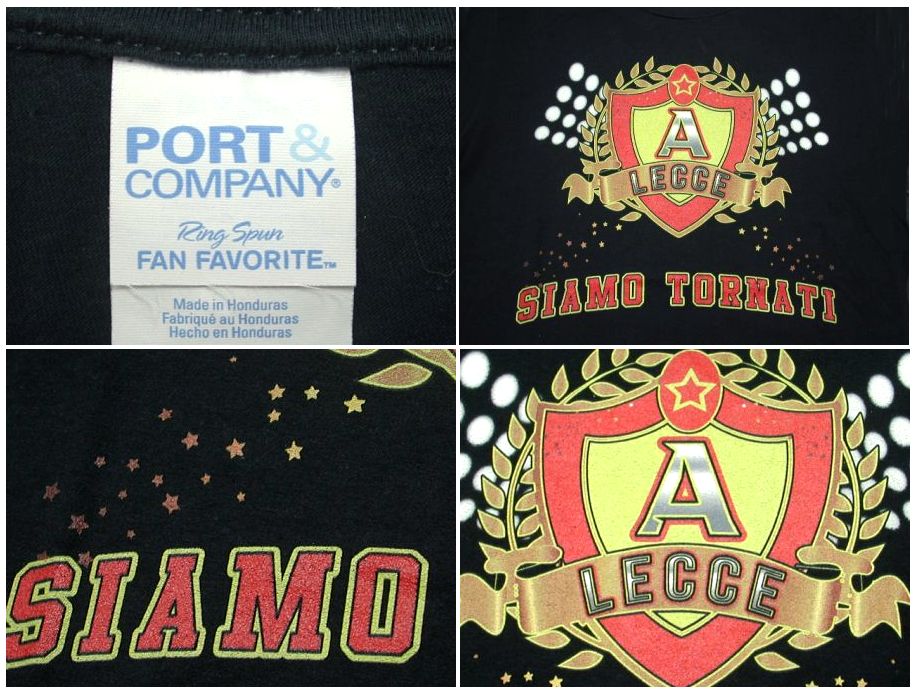 PORT &
COMPANY®
Ring Spun
FAN FAVORITE™
Made in Honduras
Fabriqué au Honduras
Hecho en Honduras
A
LECCE
SIAMO TORNATI
SIAMO
A
LECCE